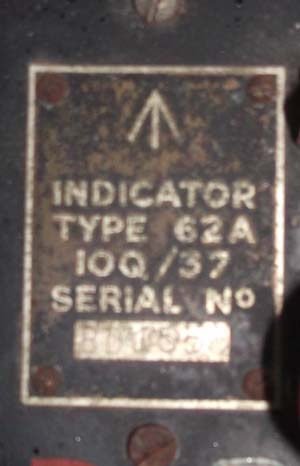 INDICATOR
TYPE 62A
10Q/37
SERIAL Nº